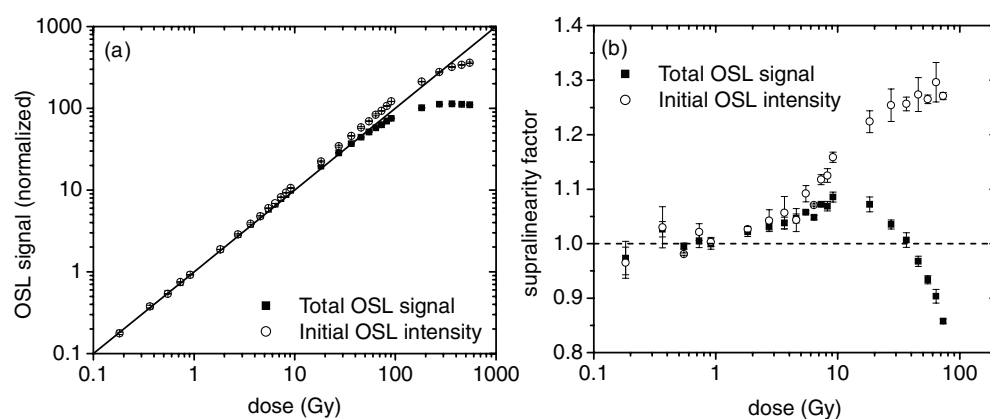 (a)
1000
100
10
1
0.1
OSL signal (normalized)
Total OSL signal
Initial OSL intensity
0.1 1 10 100 1000
dose (Gy)
(b)
1.4
1.3
1.2
1.1
1.0
0.9
0.8
supralinearity factor
Total OSL signal
Initial OSL intensity
0.1 1 10 100
dose (Gy)